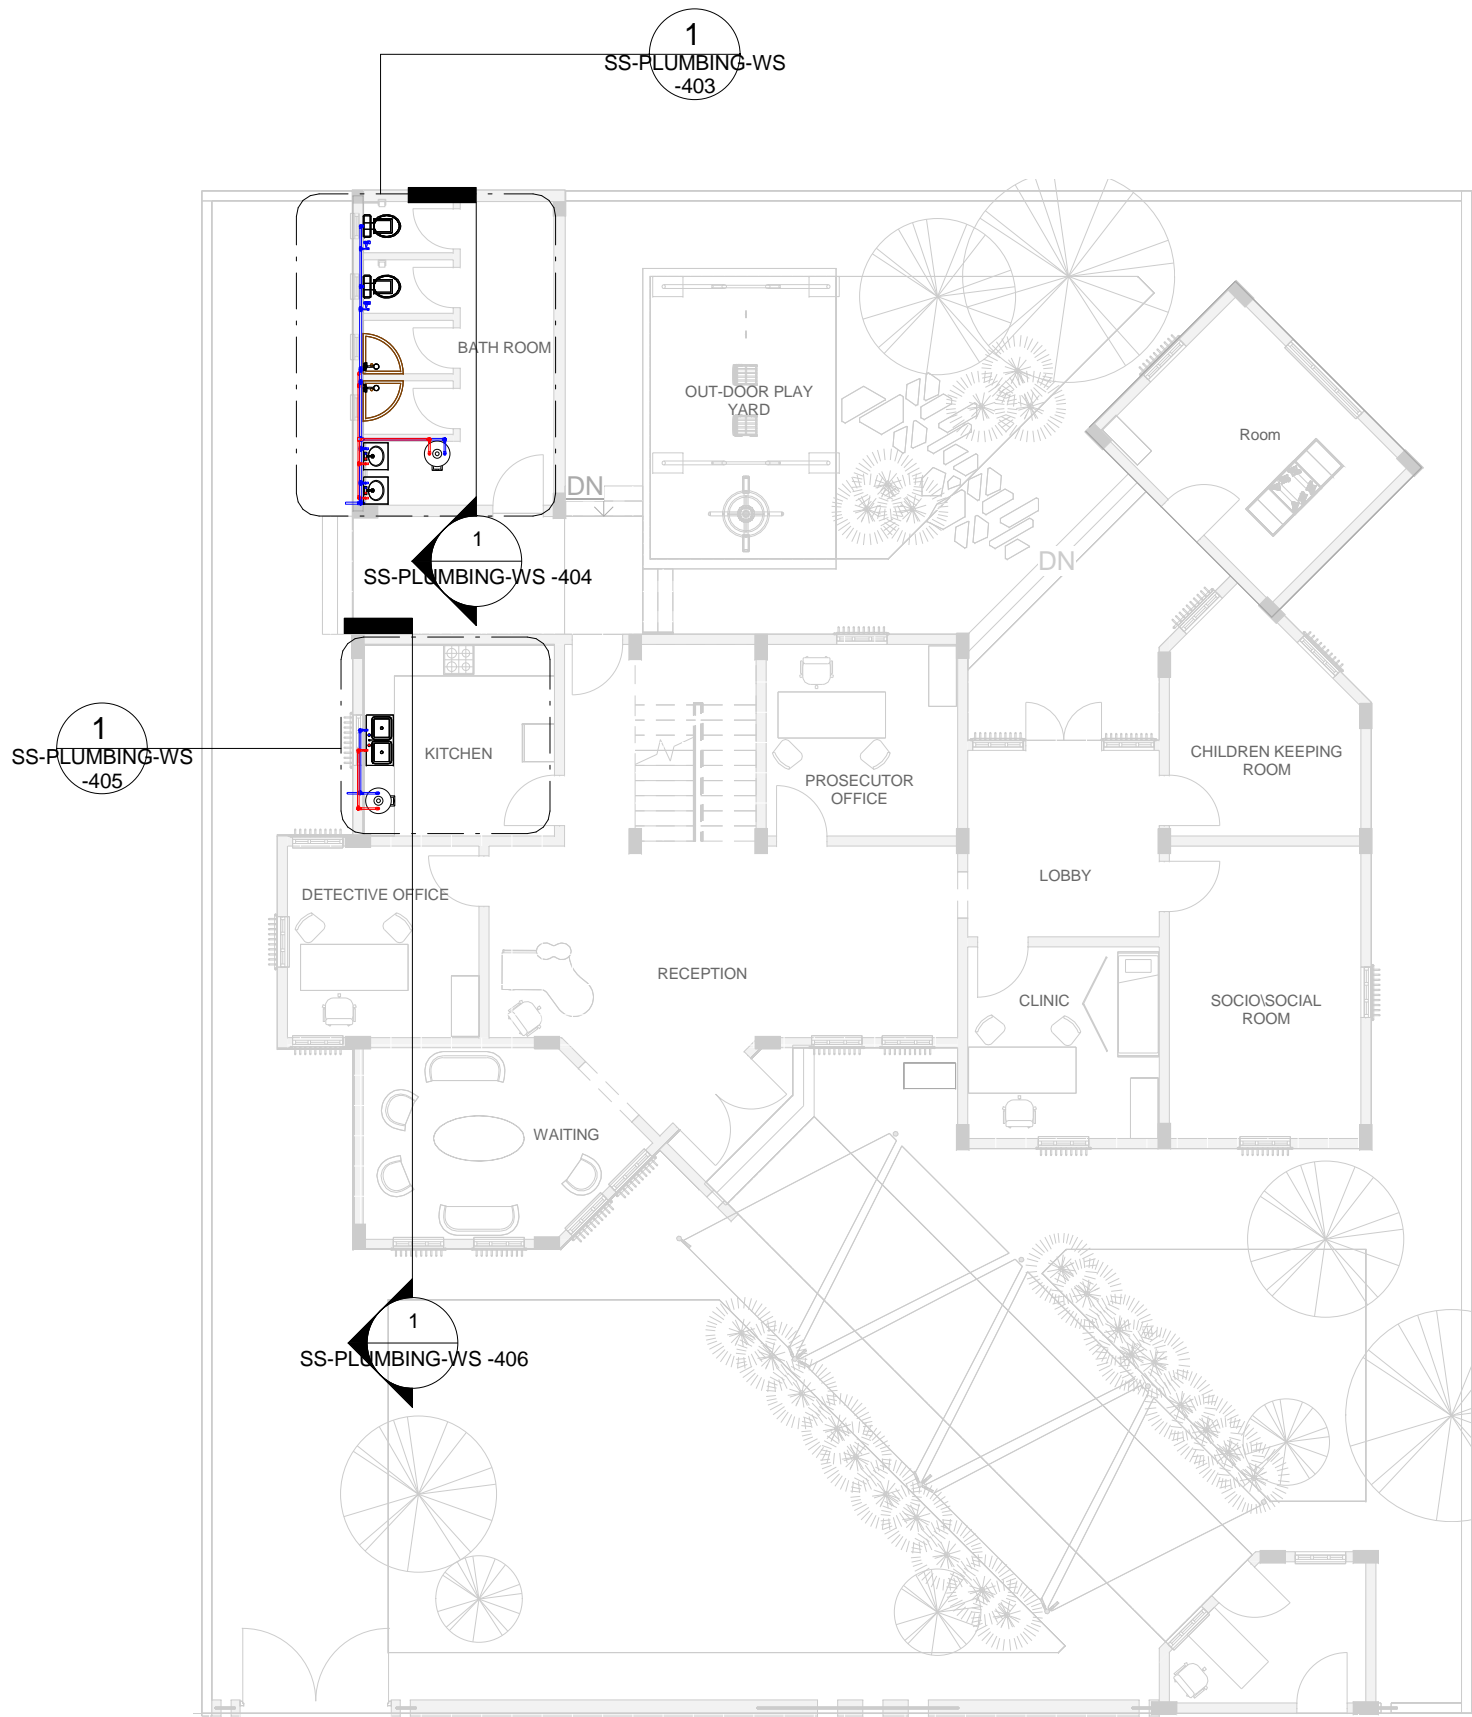 1
SS-PLUMBING-WS
-403
BATH ROOM
OUT-DOOR PLAY
YARD
Room
DN
1
SS-PLUMBING-WS -404
DN
1
SS-PLUMBING-WS
-405
KITCHEN
PROSECUTOR
OFFICE
CHILDREN KEEPING
ROOM
DETECTIVE OFFICE
LOBBY
RECEPTION
CLINIC
SOCIO\SOCIAL
ROOM
WAITING
1
SS-PLUMBING-WS -406